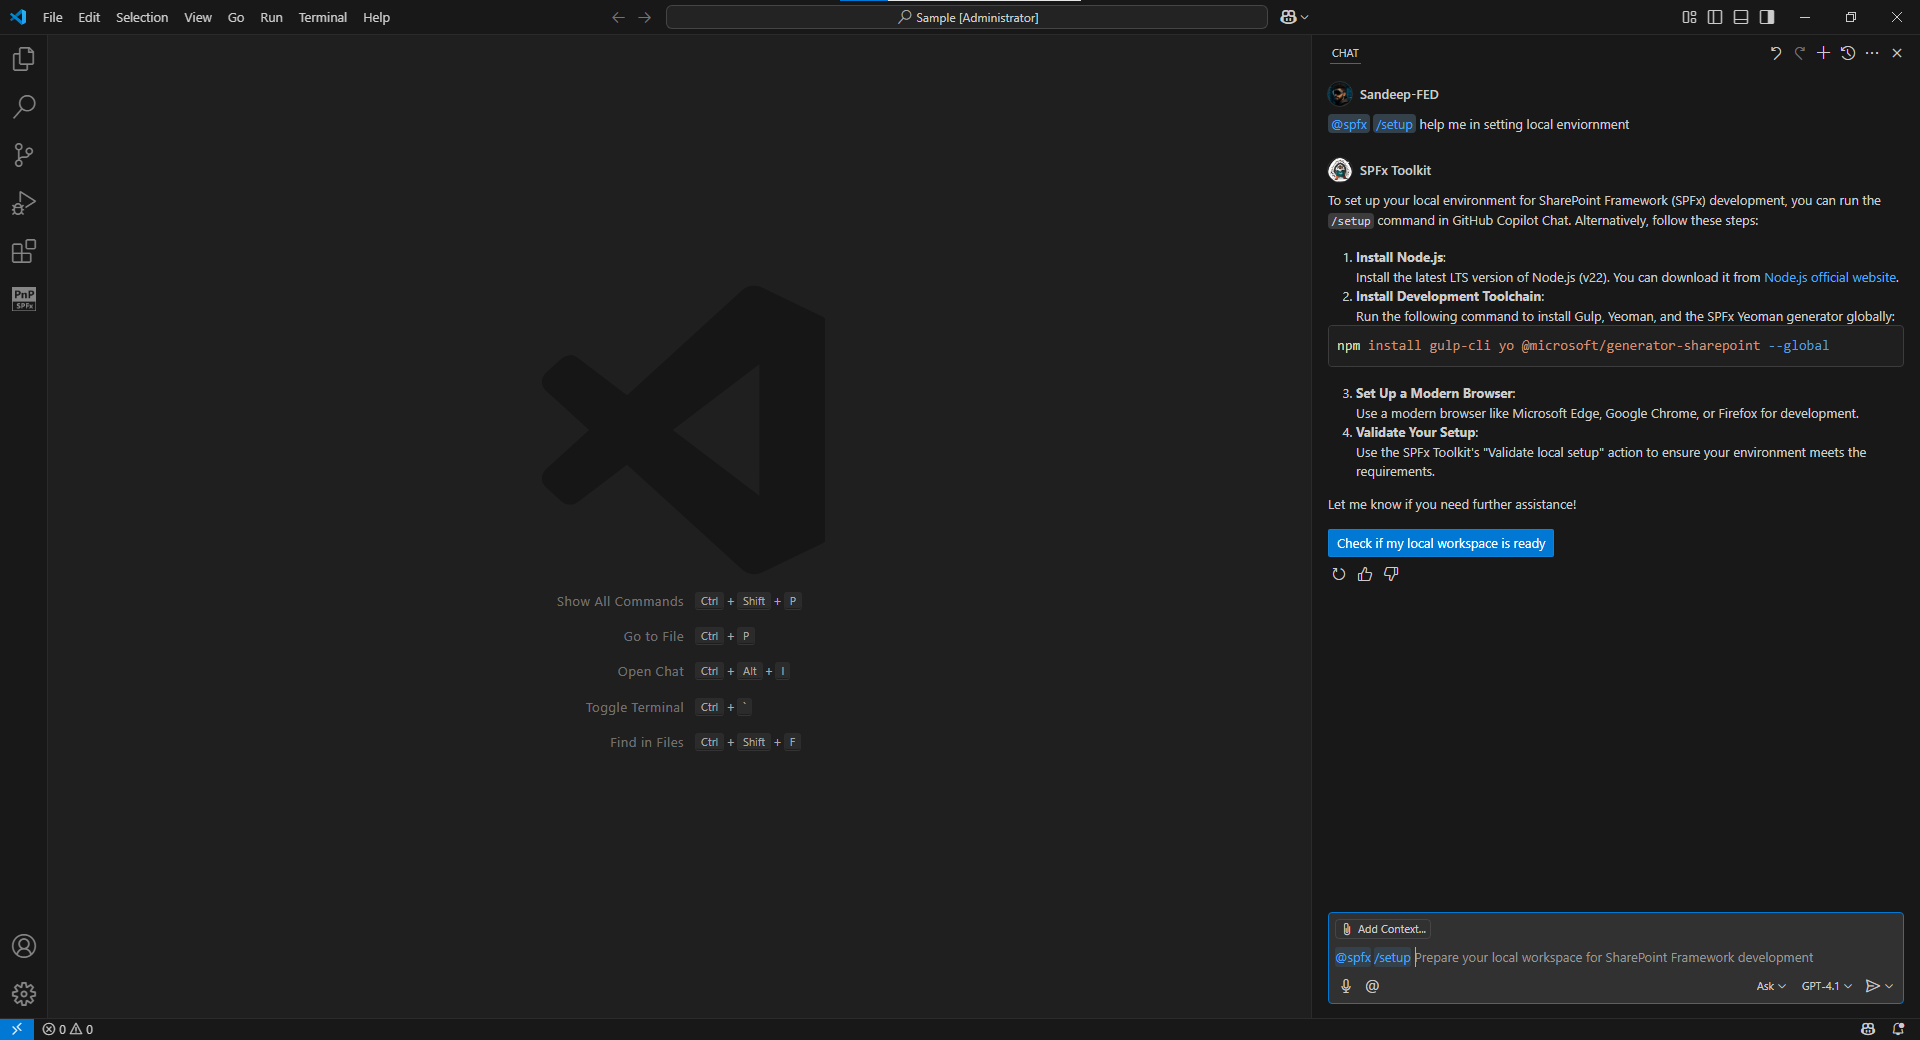 File Edit Selection View Go Run Terminal Help
Sample [Administrator]
CHAT
Sandeep-FED
@spfx /setup help me in setting local enviornment
SPFx Toolkit
To set up your local environment for SharePoint Framework (SPFx) development, you can run the
/setup command in GitHub Copilot Chat. Alternatively, follow these steps:
1. Install Node.js:
Install the latest LTS version of Node.js (v22). You can download it from Node.js official website.
2. Install Development Toolchain:
Run the following command to install Gulp, Yeoman, and the SPFx Yeoman generator globally:
npm install gulp-cli yo @microsoft/generator-sharepoint --global
3. Set Up a Modern Browser:
Use a modern browser like Microsoft Edge, Google Chrome, or Firefox for development.
4. Validate Your Setup:
Use the SPFx Toolkit's "Validate local setup" action to ensure your environment meets the
requirements.
Let me know if you need further assistance!
Check if my local workspace is ready
PnP
SPFx
Show All Commands Ctrl + Shift + P
Go to File Ctrl + P
Open Chat Ctrl + Alt + I
Toggle Terminal Ctrl + `
Find in Files Ctrl + Shift + F
Add Context...
@spfx /setup Prepare your local workspace for SharePoint Framework development
@ Ask GPT-4.1
0 0